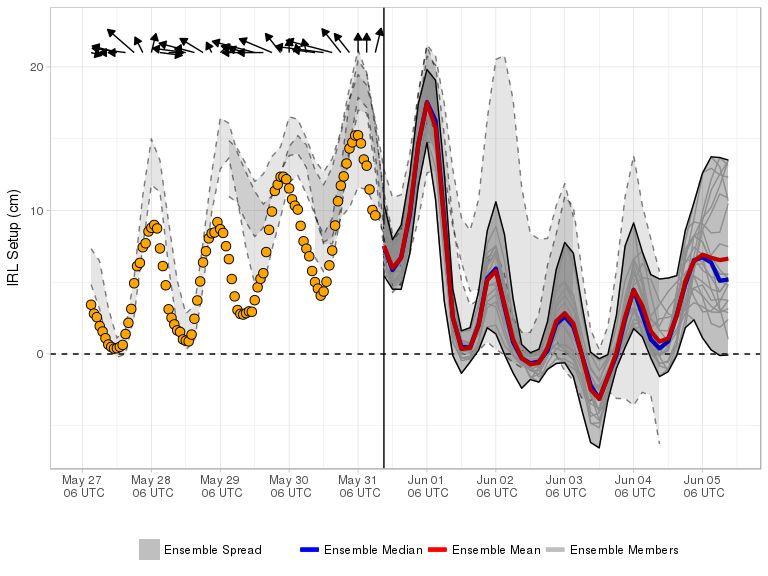 20
10
0
IRL Setup (cm)
May 27 May 28 May 29 May 30 May 31 Jun 01 Jun 02 Jun 03 Jun 04 Jun 05
06 UTC 06 UTC 06 UTC 06 UTC 06 UTC 06 UTC 06 UTC 06 UTC 06 UTC 06 UTC
Ensemble Spread Ensemble Median Ensemble Mean Ensemble Members